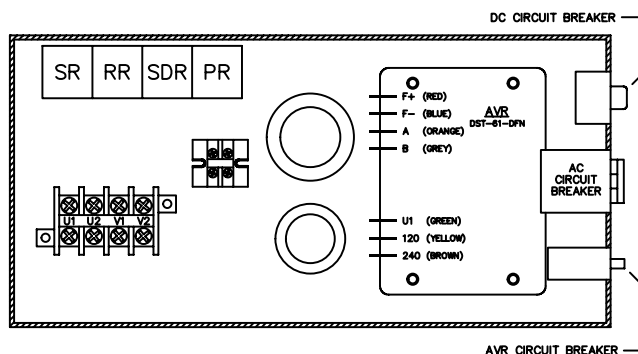 DC CIRCUIT BREAKER
SR RR SDR PR
F+ (RED)
F- (BLUE)
A (ORANGE)
B (GREY)
AVR
DST-61-DFN
AC
CIRCUIT
BREAKER
U1 U2 V1 V2
U1 (GREEN)
120 (YELLOW)
240 (BROWN)
AVR CIRCUIT BREAKER